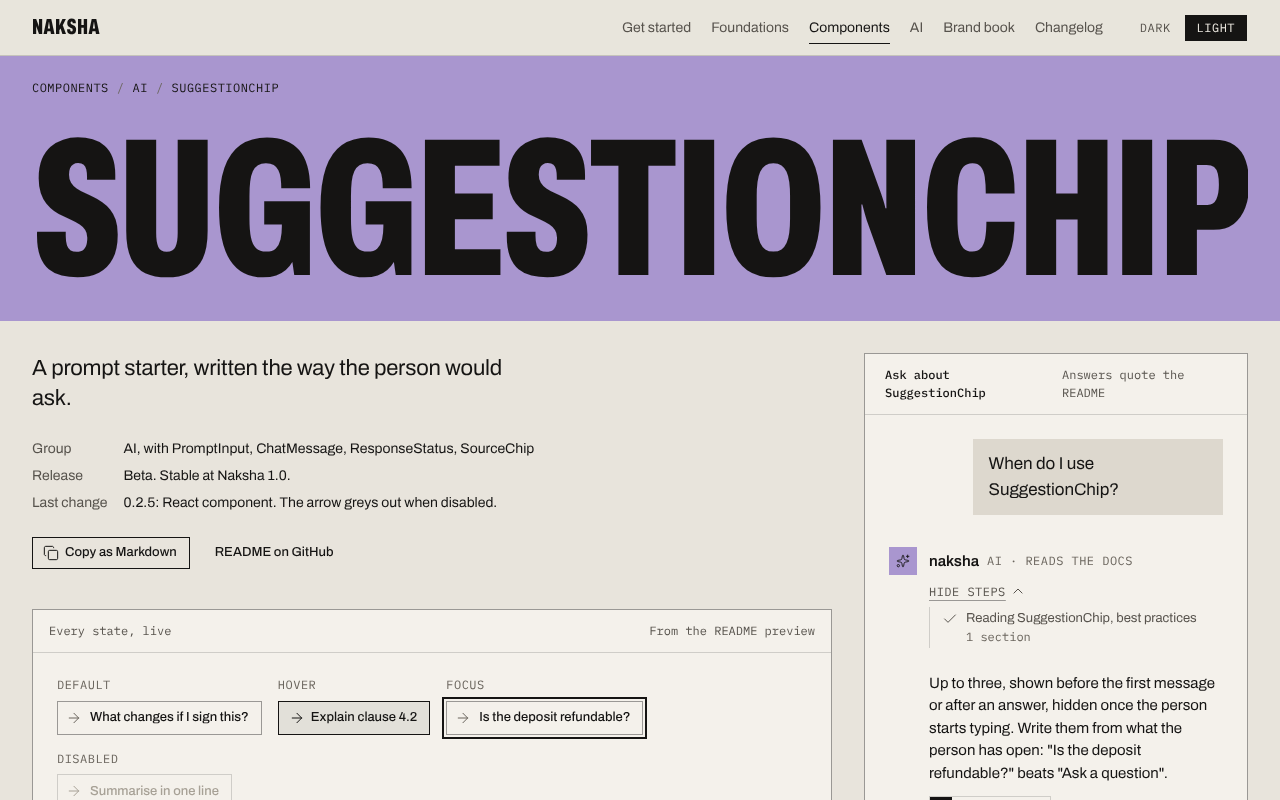 NAKSHA
Get started Foundations Components AI Brand book Changelog DARK LIGHT
COMPONENTS / AI / SUGGESTIONCHIP
SUGGESTIONCHIP
A prompt starter, written the way the person would
ask.
Group AI, with PromptInput, ChatMessage, ResponseStatus, SourceChip
Release Beta. Stable at Naksha 1.0.
Last change 0.2.5: React component. The arrow greys out when disabled.
Copy as Markdown README on GitHub
Every state, live From the README preview
DEFAULT HOVER FOCUS
What changes if I sign this? Explain clause 4.2 Is the deposit refundable?
DISABLED
Summarise in one line
Ask about
SuggestionChip
Answers quote the
README
When do I use
SuggestionChip?
naksha AI · READS THE DOCS
HIDE STEPS
Reading SuggestionChip, best practices
1 section
Up to three, shown before the first message
or after an answer, hidden once the person
starts typing. Write them from what the
person has open: "Is the deposit
refundable?" beats "Ask a question".